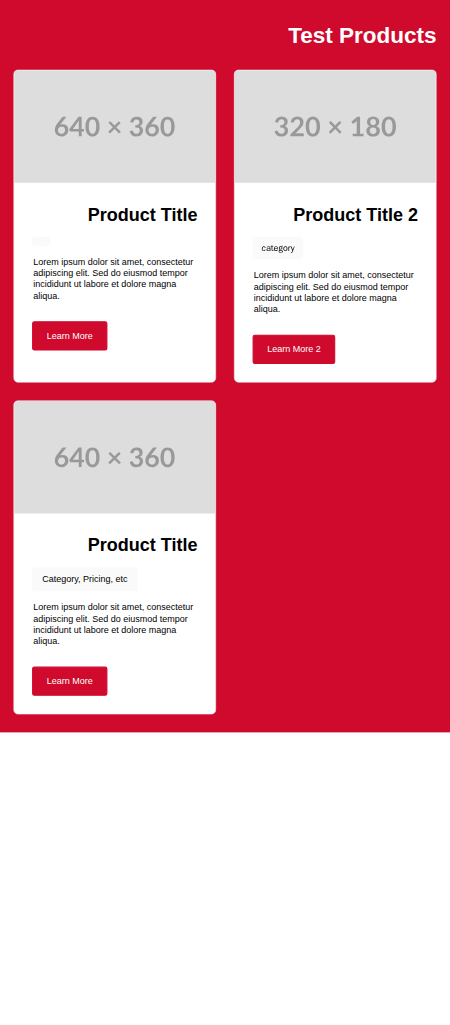 Test Products
640 × 360
Product Title
Lorem ipsum dolor sit amet, consectetur
adipiscing elit. Sed do eiusmod tempor
incididunt ut labore et dolore magna
aliqua.
Learn More
320 × 180
Product Title 2
category
Lorem ipsum dolor sit amet, consectetur
adipiscing elit. Sed do eiusmod tempor
incididunt ut labore et dolore magna
aliqua.
Learn More 2
640 × 360
Product Title
Category, Pricing, etc
Lorem ipsum dolor sit amet, consectetur
adipiscing elit. Sed do eiusmod tempor
incididunt ut labore et dolore magna
aliqua.
Learn More